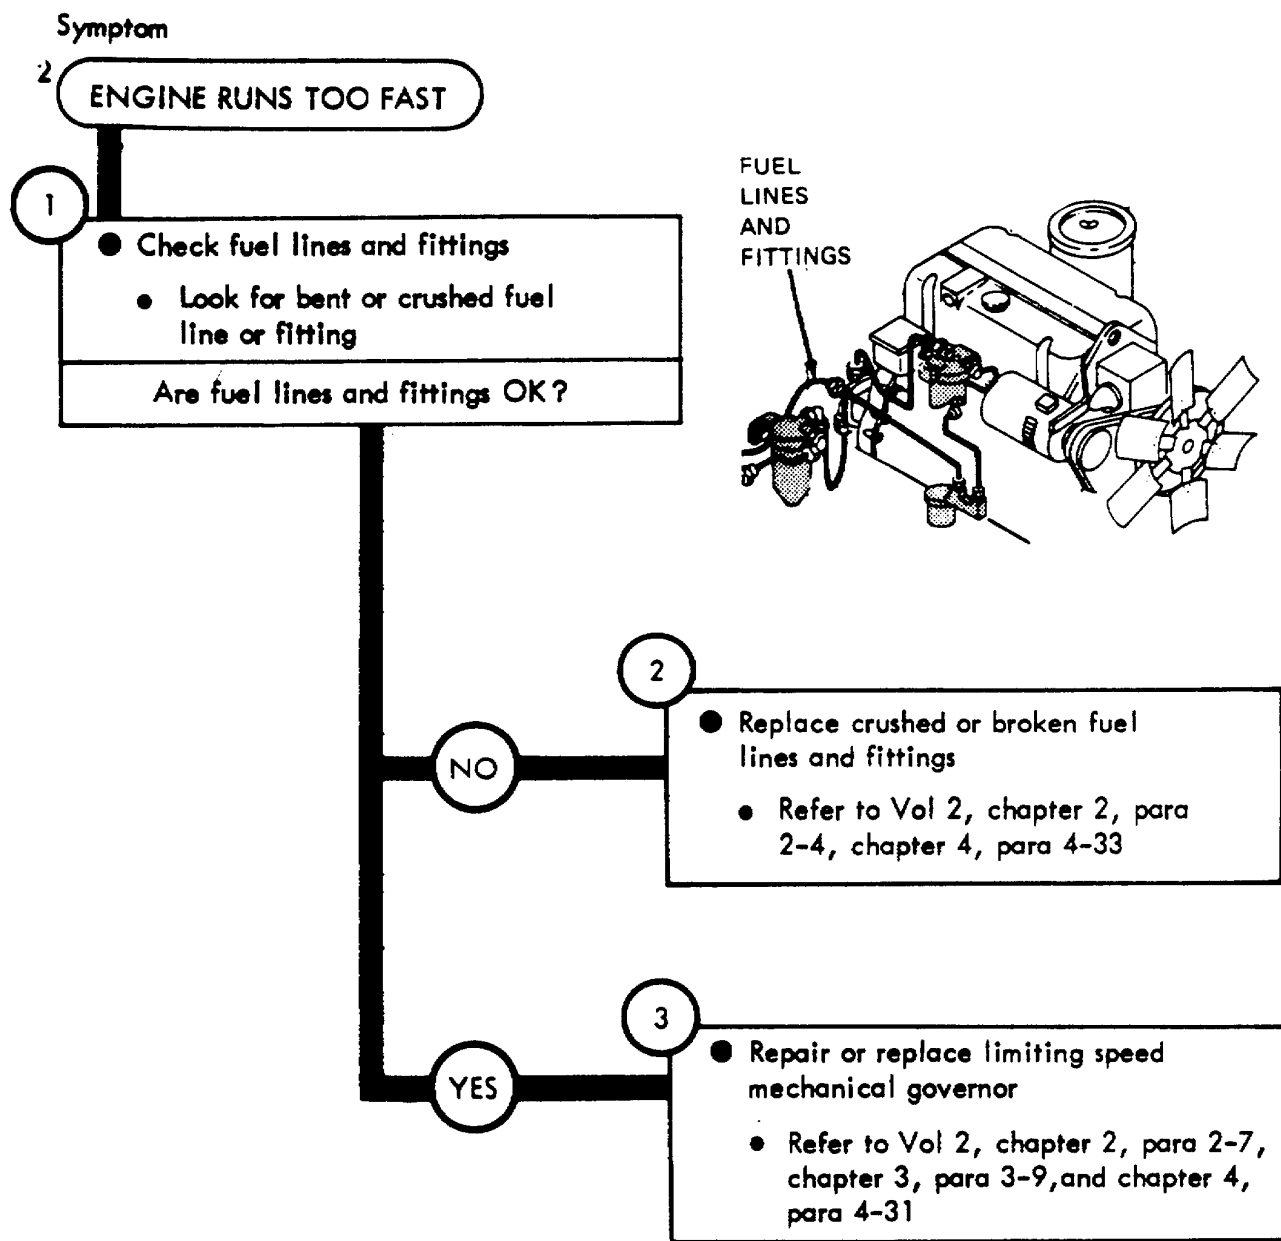 Symptom
2
ENGINE RUNS TOO FAST
1
● Check fuel lines and fittings
● Look for bent or crushed fuel
line or fitting
Are fuel lines and fittings OK?
FUEL
LINES
AND
FITTINGS
NO
2
● Replace crushed or broken fuel
lines and fittings
● Refer to Vol 2, chapter 2, para
2-4, chapter 4, para 4-33
YES
3
● Repair or replace limiting speed
mechanical governor
● Refer to Vol 2, chapter 2, para 2-7,
chapter 3, para 3-9,and chapter 4,
para 4-31